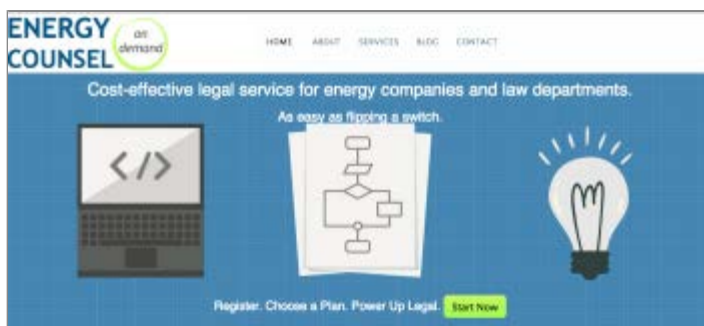 ENERGY
COUNSEL
on
demand
HOME ABOUT SERVICES BLOG CONTACT
Cost-effective legal service for energy companies and law departments.
As easy as flipping a switch.
</>
Register. Choose a Plan. Power Up Legal. Start Now